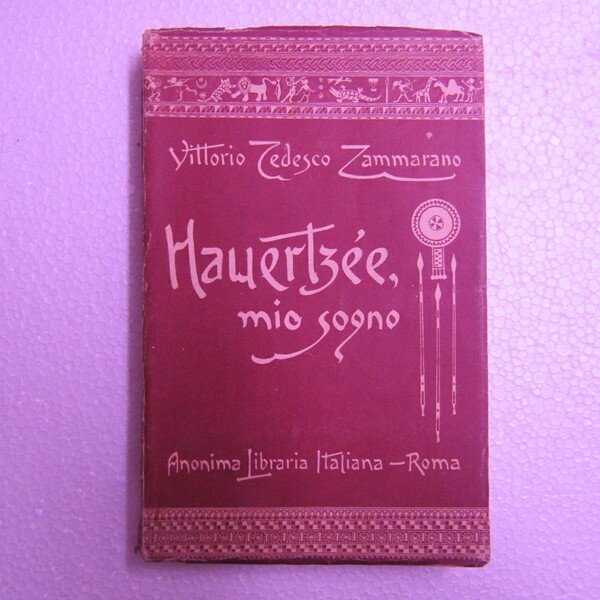 Vittorio Tedesco Zammarano
Hauertzée,
mio sogno
Anonima Libraria Italiana — Roma